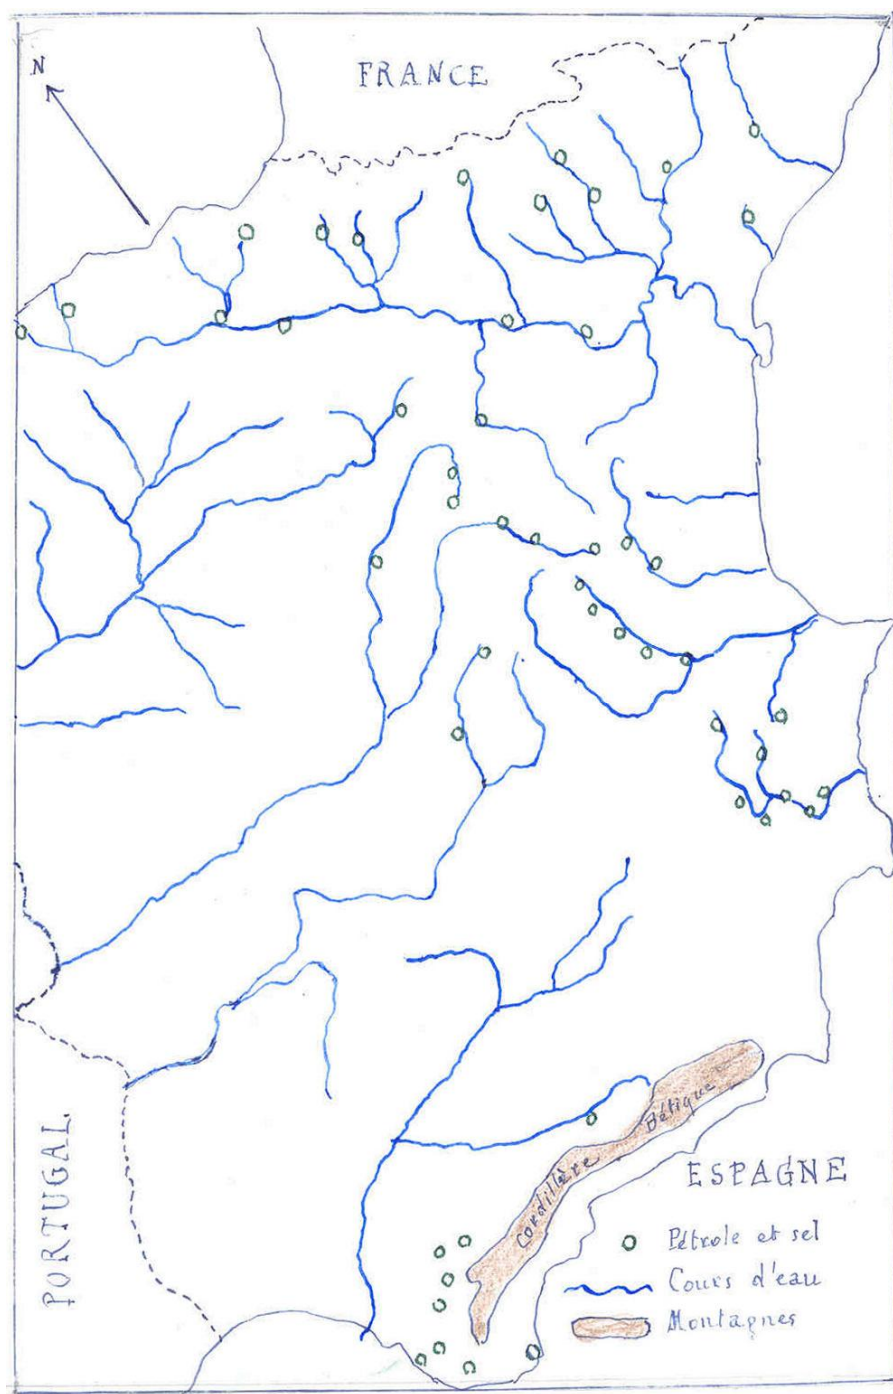 N
FRANCE
PORTUGAL
Cordillère Bétique
ESPAGNE
Pétrole et sel
Cours d'eau
Montagnes